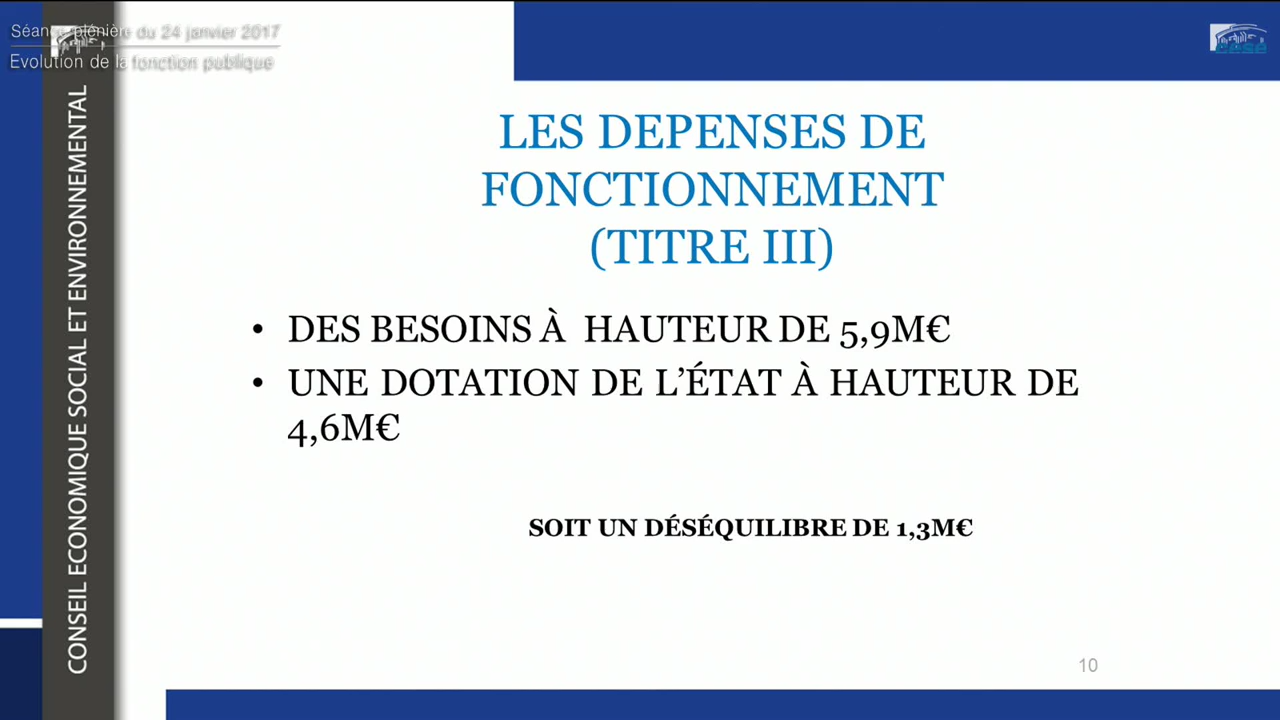 Séance plénière du 24 janvier 2017
Evolution de la fonction publique
cese
CONSEIL ECONOMIQUE SOCIAL ET ENVIRONNEMENTAL
LES DEPENSES DE
FONCTIONNEMENT
(TITRE III)
• DES BESOINS À HAUTEUR DE 5,9M€
• UNE DOTATION DE L’ÉTAT À HAUTEUR DE
4,6M€
SOIT UN DÉSÉQUILIBRE DE 1,3M€
10